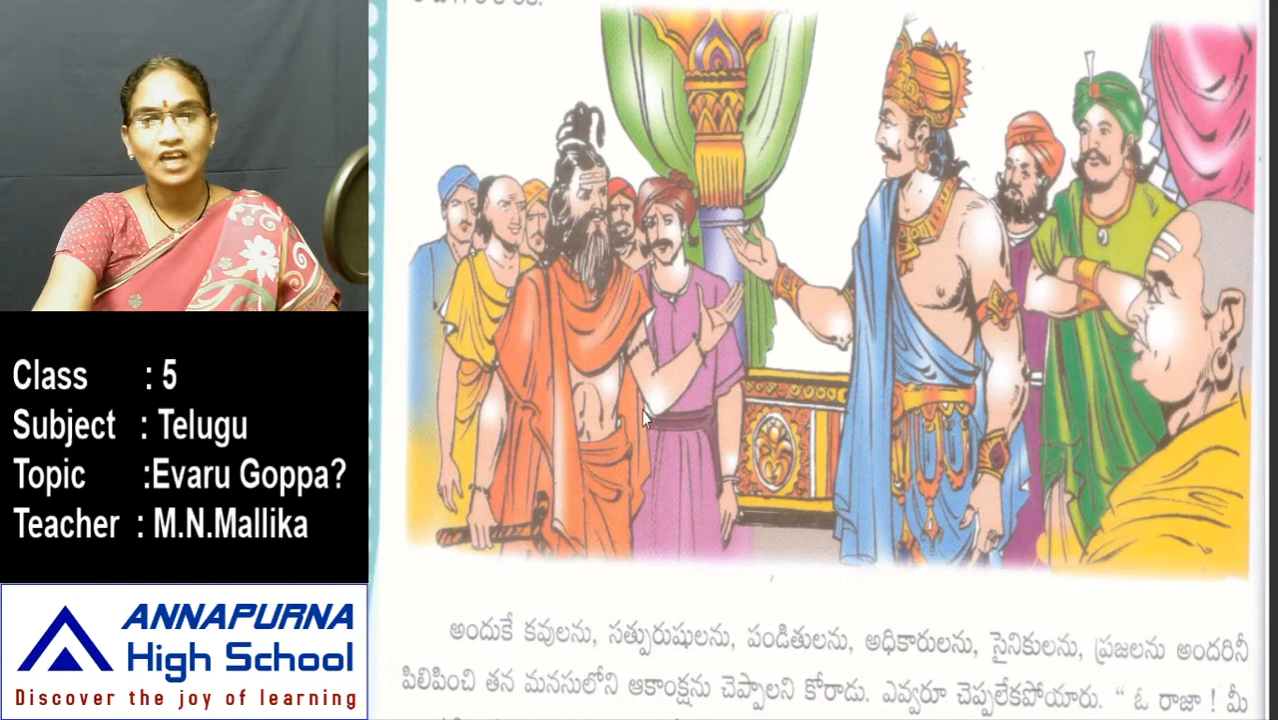 Class : 5
Subject : Telugu
Topic :Evaru Goppa?
Teacher : M.N.Mallika
ANNAPURNA
High School
Discover the joy of learning
అందుకే కవులను, సత్పురుషులను, పండితులను, అధికారులను, సైనికులను, ప్రజలను అందరినీ
పిలిపించి తన మనసులోని ఆకాంక్షను చెప్పాలని కోరాడు. ఎవ్వరూ చెప్పలేకపోయారు. “ ఓ రాజా ! మీ